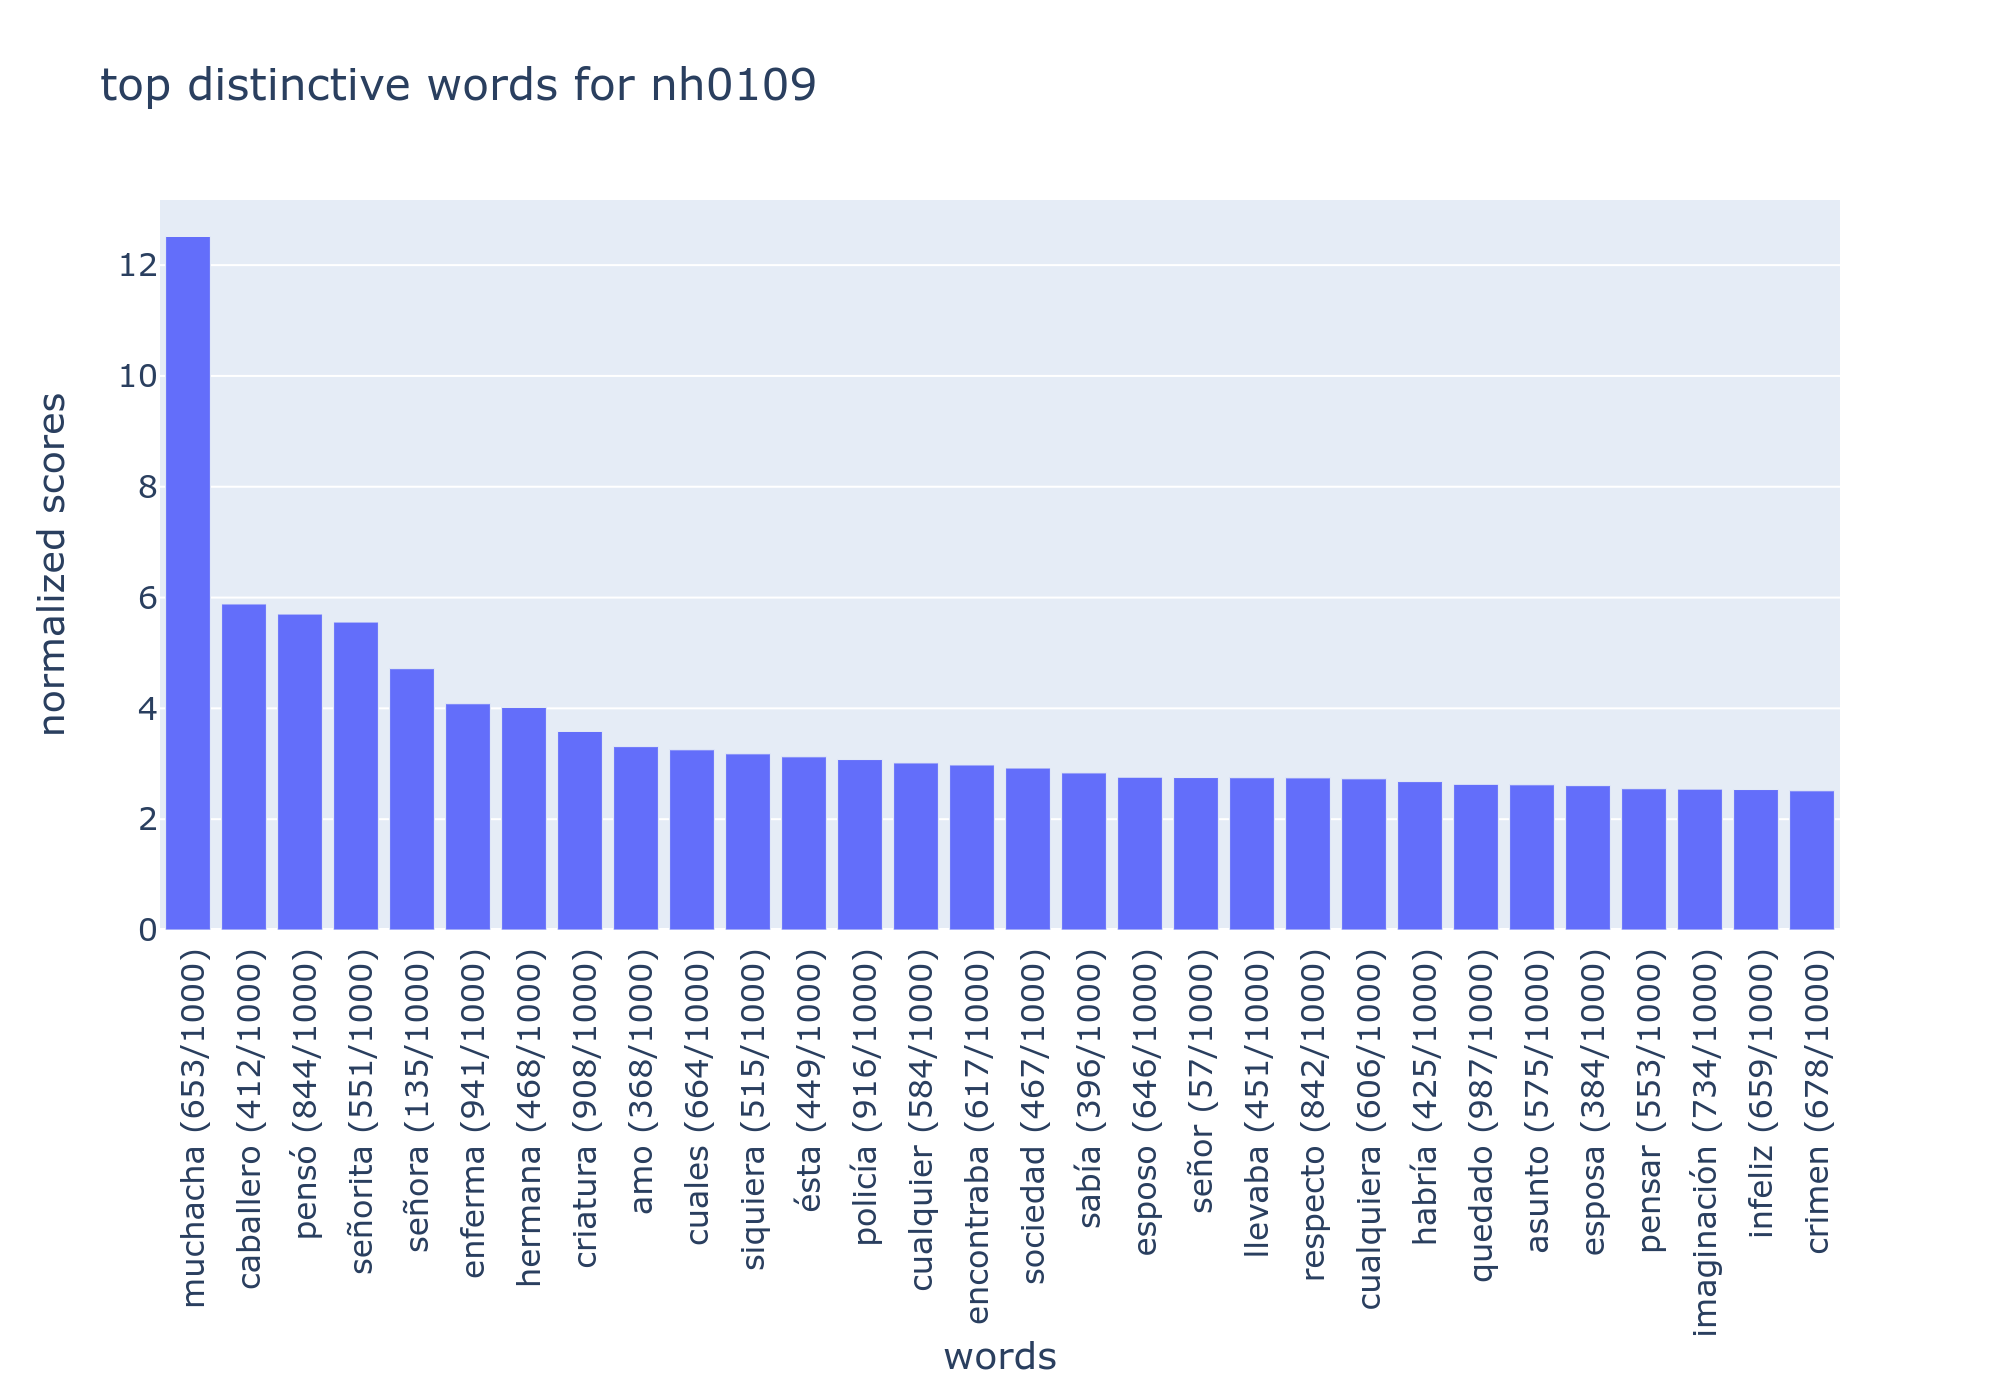 top distinctive words for nh0109
normalized scores
12
10
8
6
4
2
0
muchacha (653/1000)
caballero (412/1000)
pensó (844/1000)
señorita (551/1000)
señora (135/1000)
enferma (941/1000)
hermana (468/1000)
criatura (908/1000)
amo (368/1000)
cuales (664/1000)
siquiera (515/1000)
ésta (449/1000)
policía (916/1000)
cualquier (584/1000)
encontraba (617/1000)
sociedad (467/1000)
sabía (396/1000)
esposo (646/1000)
señor (57/1000)
llevaba (451/1000)
respecto (842/1000)
cualquiera (606/1000)
habría (425/1000)
quedado (987/1000)
asunto (575/1000)
esposa (384/1000)
pensar (553/1000)
imaginación (734/1000)
infeliz (659/1000)
crimen (678/1000)
words